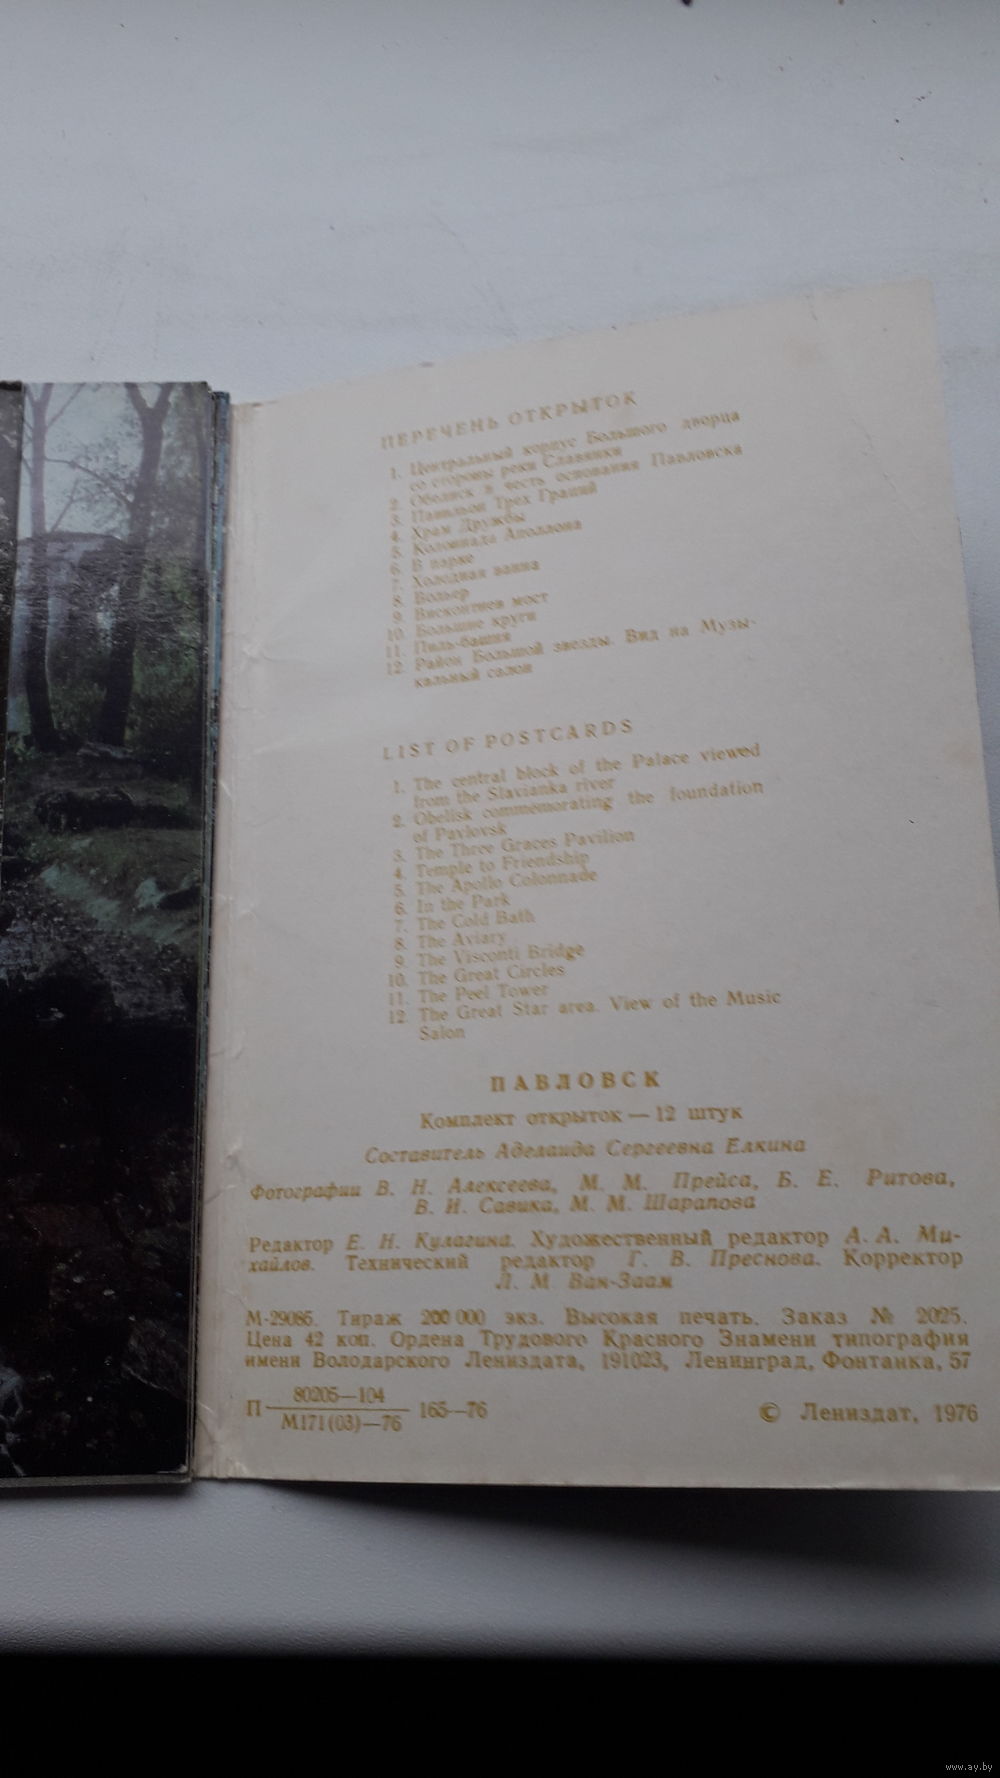 ПЕРЕЧЕНЬ ОТКРЫТОК
1. Центральный корпус Большого дворца
со стороны реки Славянки
2. Обелиск в честь основания Павловска
3. Павильон Трех Граций
4. Храм Дружбы
5. Колоннада Аполлона
6. В парке
7. Холодная ванна
8. Вольер
9. Висконтиев мост
10. Большие круги
11. Пиль-башня
12. Район Большой звезды. Вид на Музы-
кальный салон
LIST OF POSTCARDS
1. The central block of the Palace viewed
from the Slavianka river
2. Obelisk commemorating the foundation
of Pavlovsk
3. The Three Graces Pavilion
4. Temple to Friendship
5. The Apollo Colonnade
6. In the Park
7. The Cold Bath
8. The Aviary
9. The Visconti Bridge
10. The Great Circles
11. The Peel Tower
12. The Great Star area. View of the Music
Salon
ПАВЛОВСК
Комплект открыток — 12 штук
Составитель Аделаида Сергеевна Елкина
Фотографии В. Н. Алексеева, М. М. Прейса, Б. Е. Ритова,
В. И. Савика, М. М. Шарапова
Редактор Е. Н. Кулагина. Художественный редактор А. А. Ми-
хайлов. Технический редактор Г. В. Преснова. Корректор
Л. М. Ван-Заам
М-29086. Тираж 200 000 экз. Высокая печать. Заказ № 2025.
Цена 42 коп. Ордена Трудового Красного Знамени типография
имени Володарского Лениздата, 191023, Ленинград, Фонтанка, 57
80205—104
П 165—76
М171(03)—76
© Лениздат, 1976
www.ay.by